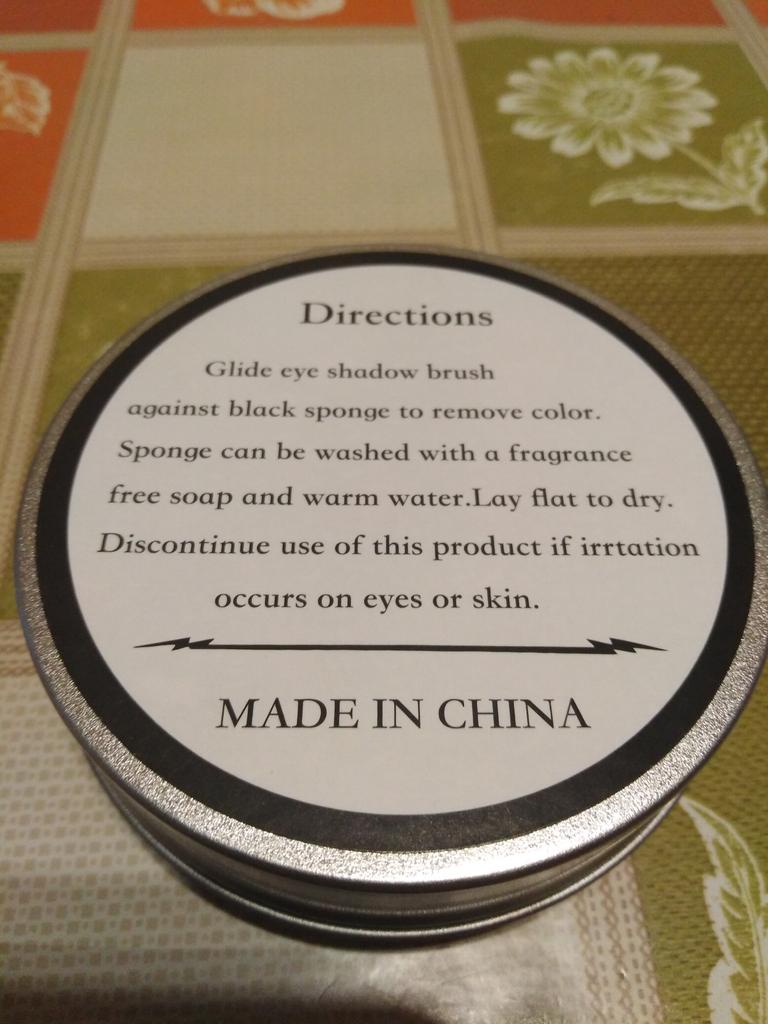 Directions
Glide eye shadow brush
against black sponge to remove color.
Sponge can be washed with a fragrance
free soap and warm water.Lay flat to dry.
Discontinue use of this product if irrtation
occurs on eyes or skin.
MADE IN CHINA